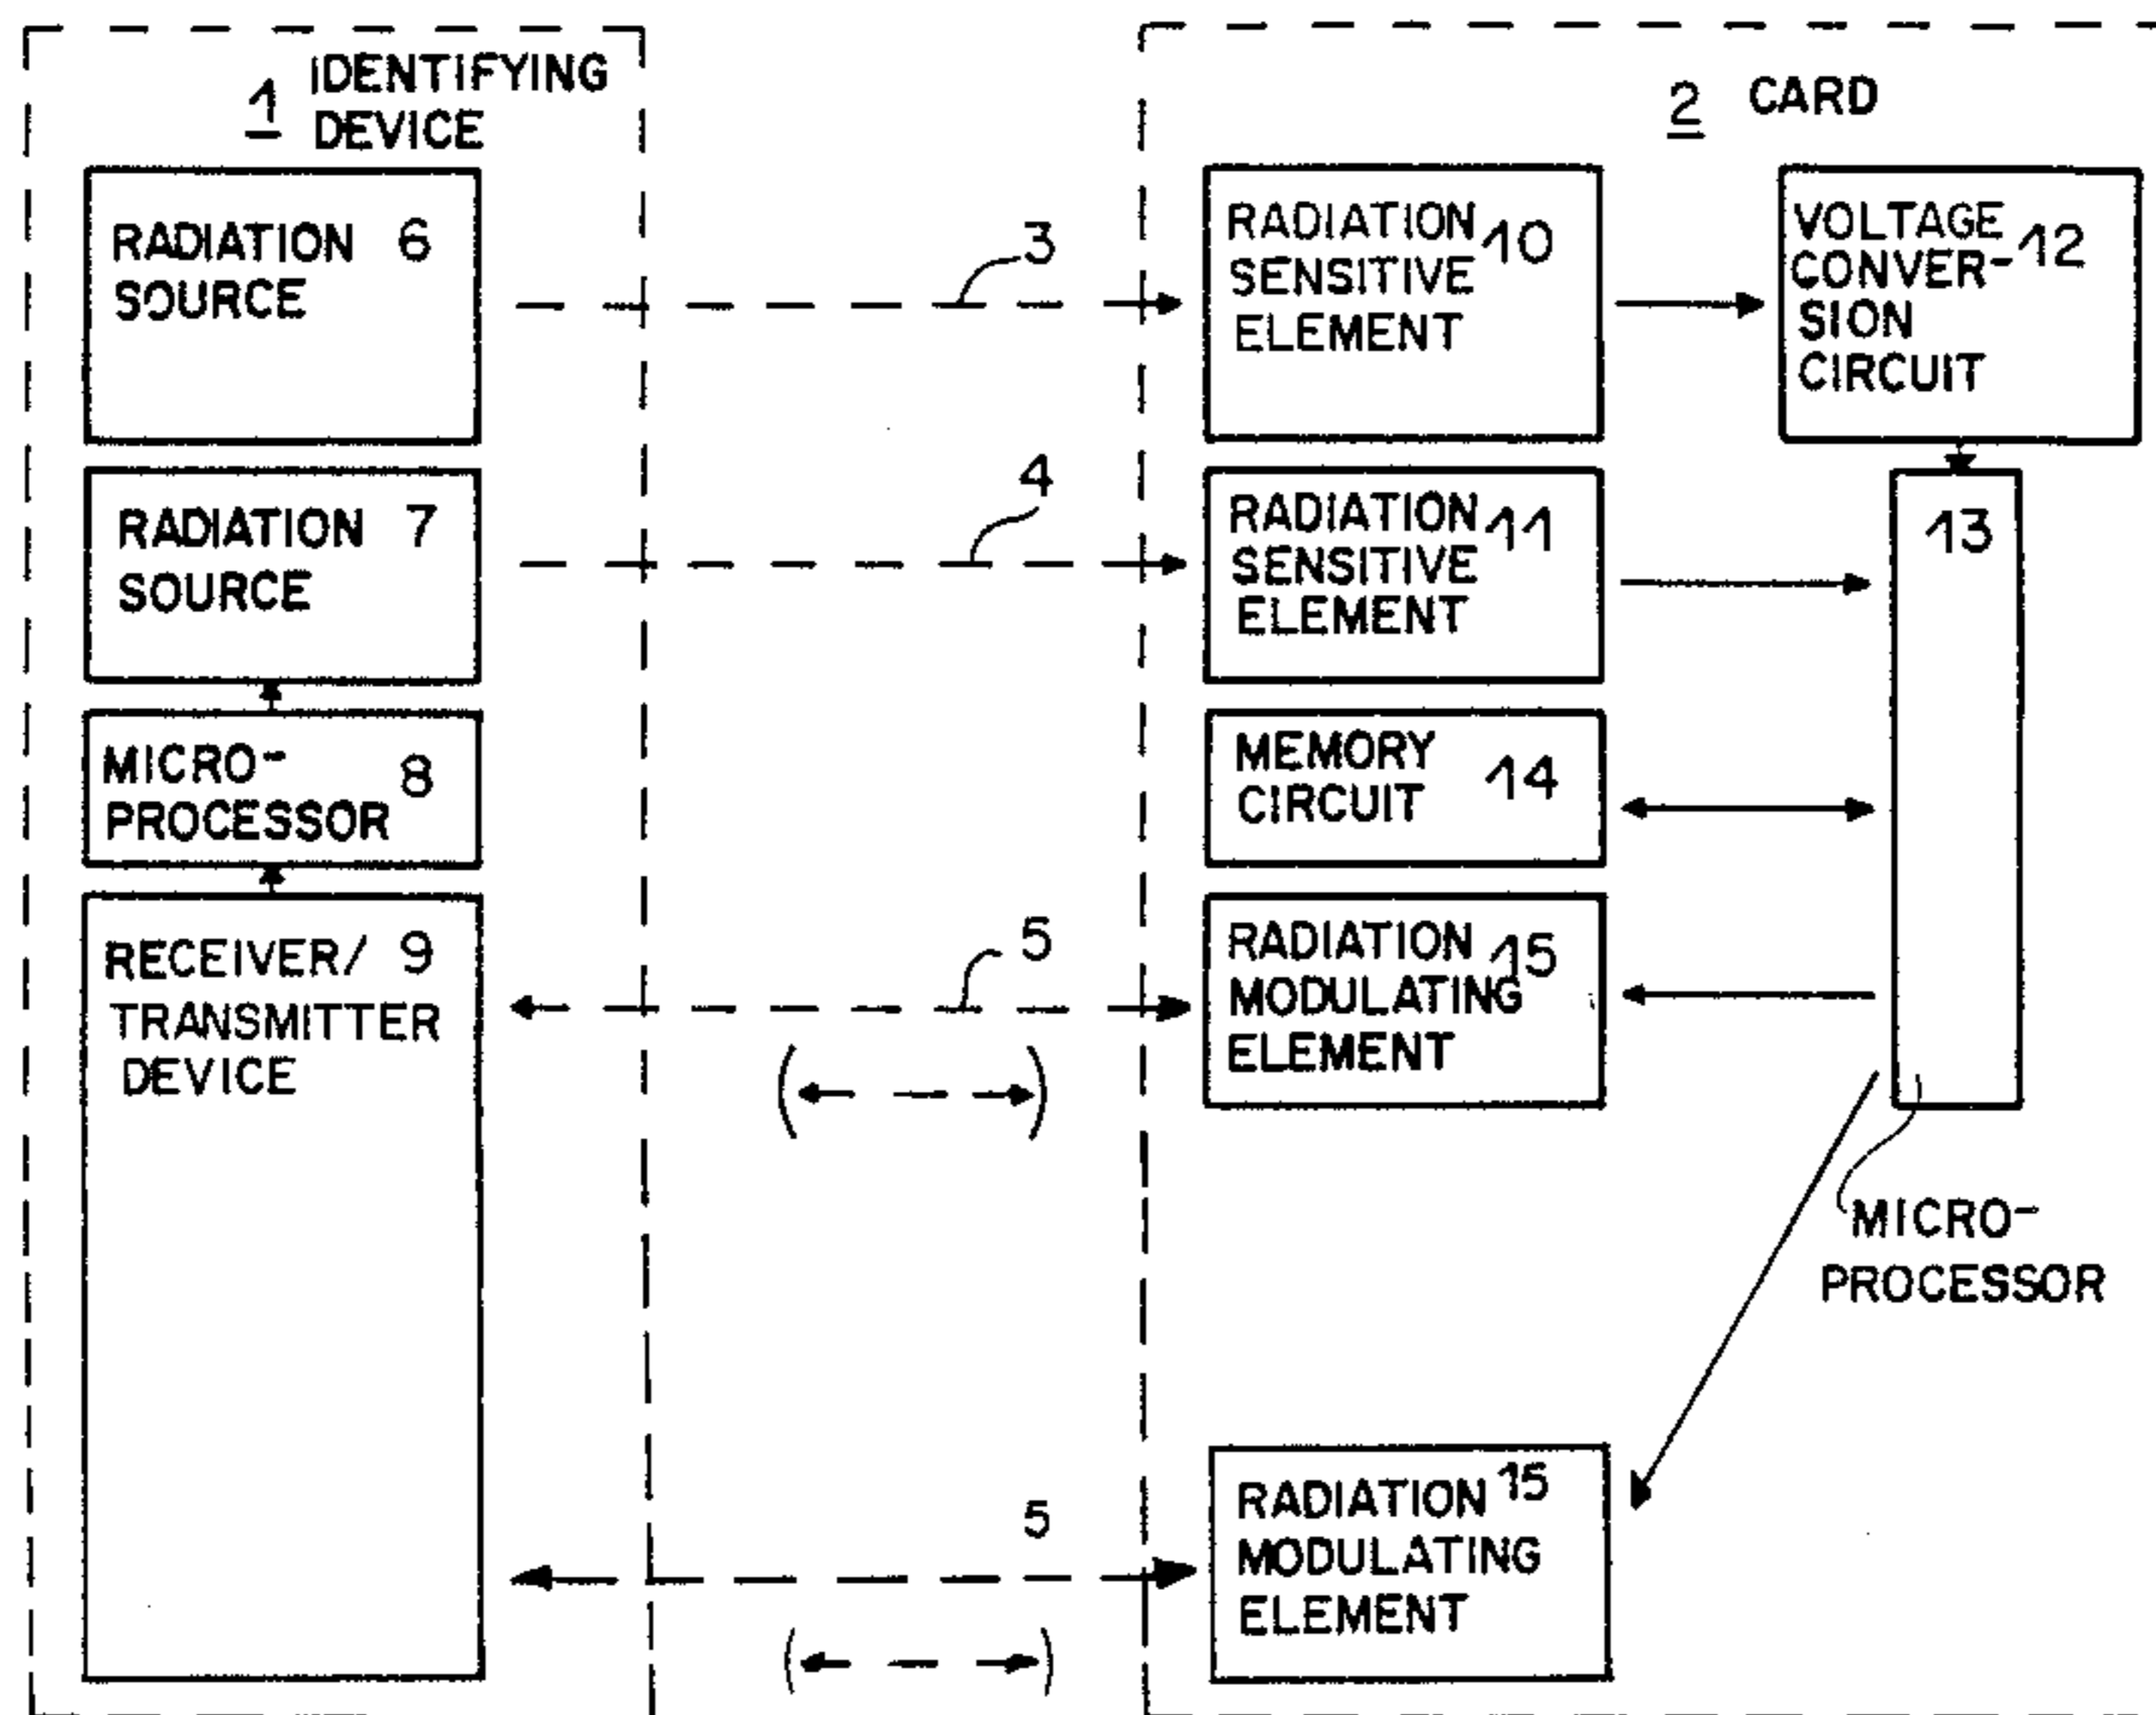 1 IDENTIFYING
DEVICE
RADIATION 6
SOURCE
RADIATION 7
SOURCE
MICRO- 8
PROCESSOR
RECEIVER/ 9
TRANSMITTER
DEVICE
3
4
5
( )
5
( )
2 CARD
RADIATION 10
SENSITIVE
ELEMENT
VOLTAGE 12
CONVER-
SION
CIRCUIT
RADIATION 11
SENSITIVE
ELEMENT
13
MEMORY 14
CIRCUIT
RADIATION 15
MODULATING
ELEMENT
MICRO-
PROCESSOR
RADIATION 15
MODULATING
ELEMENT